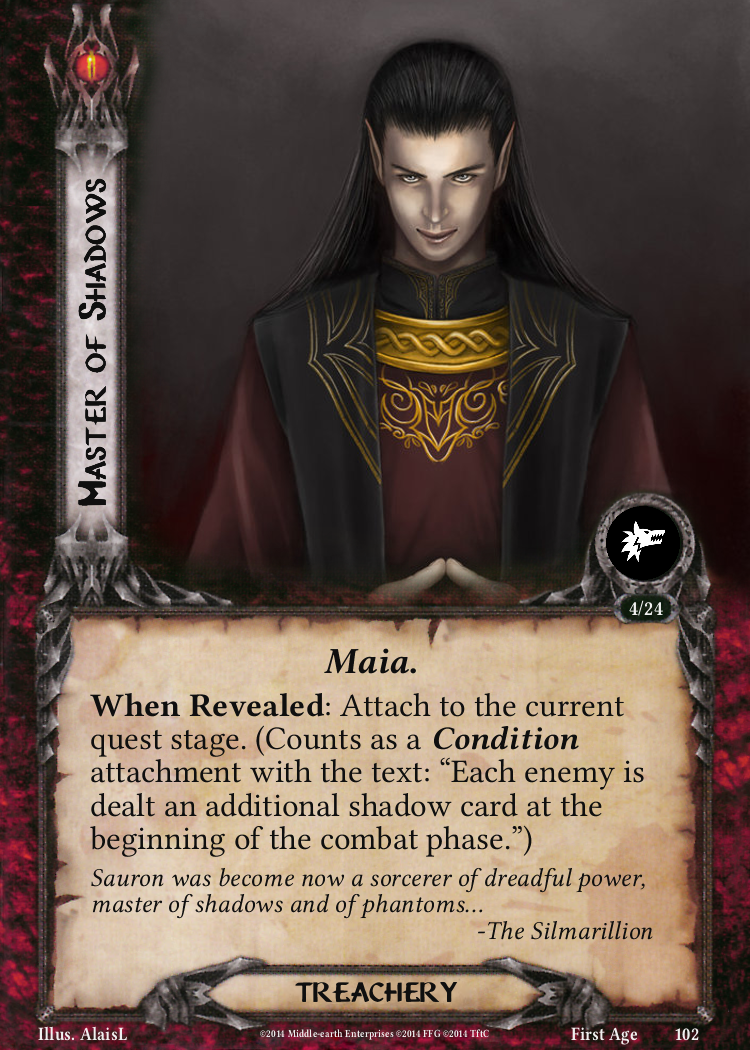 Master of Shadows
4/24
Maia.
When Revealed: Attach to the current
quest stage. (Counts as a Condition
attachment with the text: “Each enemy is
dealt an additional shadow card at the
beginning of the combat phase.”)
Sauron was become now a sorcerer of dreadful power,
master of shadows and of phantoms...
-The Silmarillion
TREACHERY
Illus. AlaisL
©2014 Middle-earth Enterprises ©2014 FFG ©2014 TftC
First Age
102